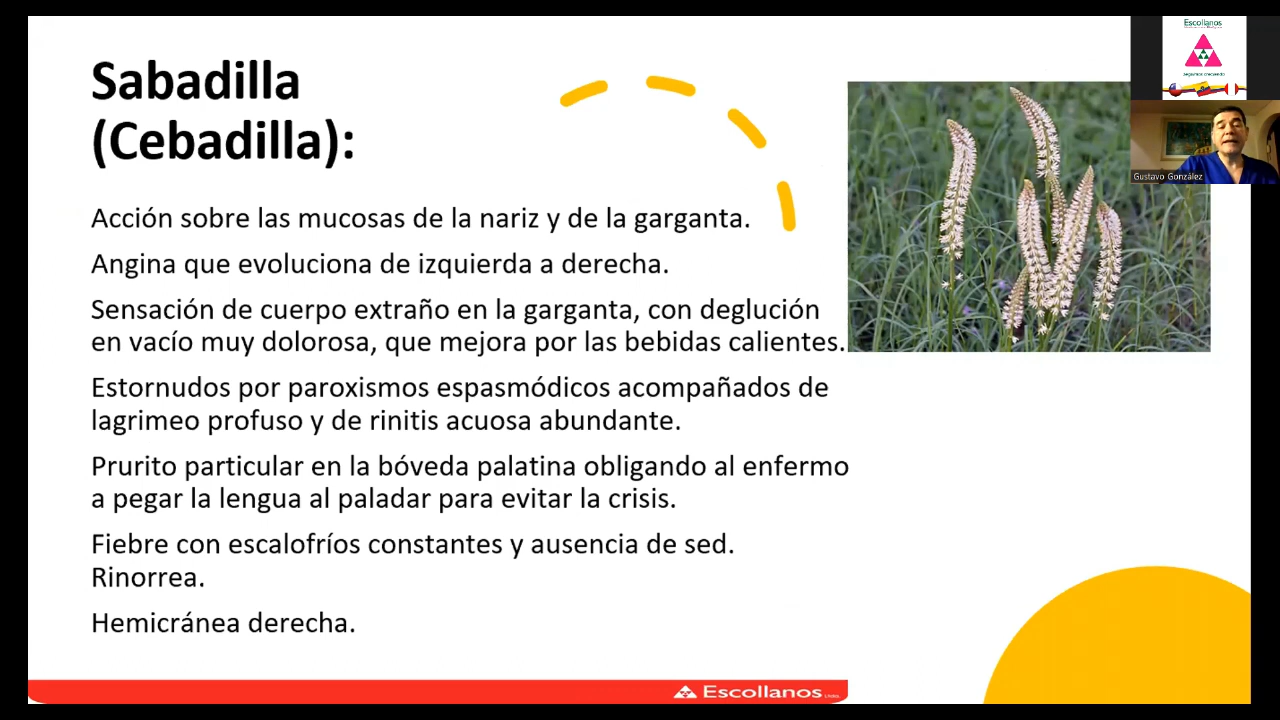 Sabadilla
(Cebadilla):
Acción sobre las mucosas de la nariz y de la garganta.
Angina que evoluciona de izquierda a derecha.
Sensación de cuerpo extraño en la garganta, con deglución
en vacío muy dolorosa, que mejora por las bebidas calientes.
Estornudos por paroxismos espasmódicos acompañados de
lagrimeo profuso y de rinitis acuosa abundante.
Prurito particular en la bóveda palatina obligando al enfermo
a pegar la lengua al paladar para evitar la crisis.
Fiebre con escalofríos constantes y ausencia de sed.
Rinorrea.
Hemicránea derecha.
Escollanos
Escollanos
Gustavo González